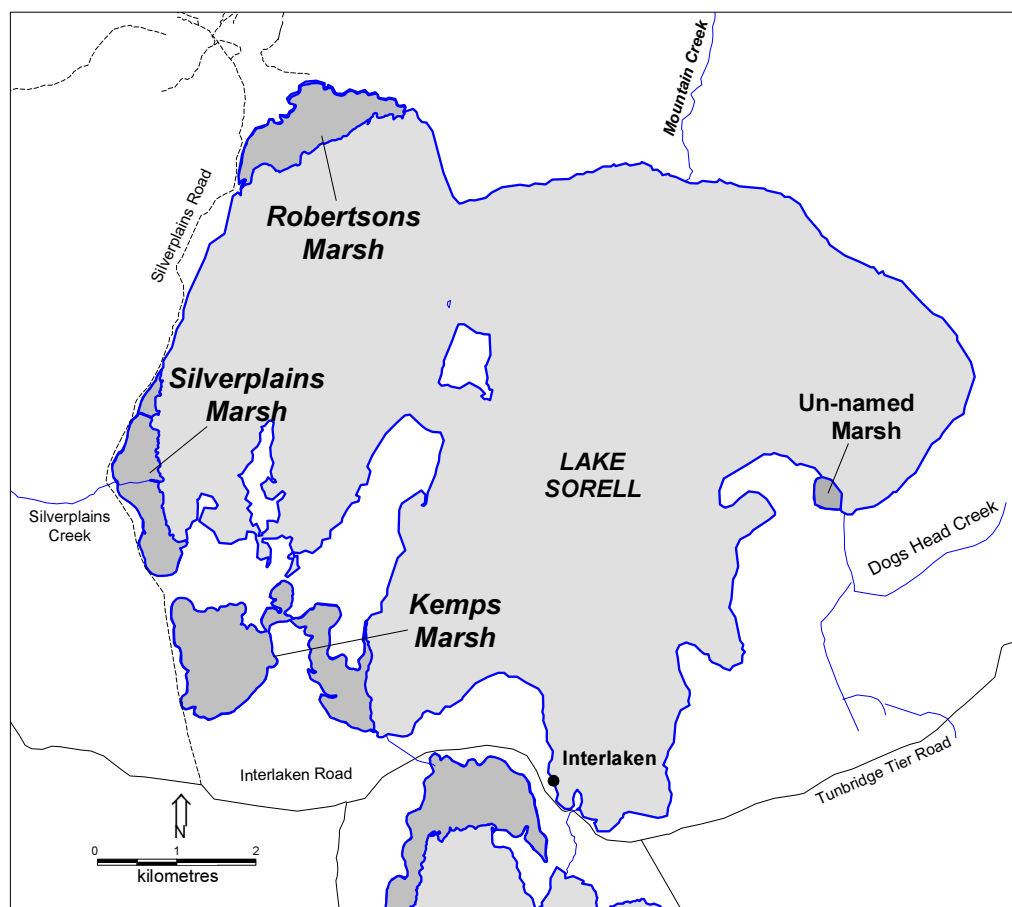 Mountain Creek
Silverplains Road
Robertsons
Marsh
Silverplains
Marsh
Un-named
Marsh
LAKE
SORELL
Silverplains
Creek
Dogs Head Creek
Kemps
Marsh
Interlaken
Interlaken Road
Tunbridge Tier Road
N
0 1 2
kilometres